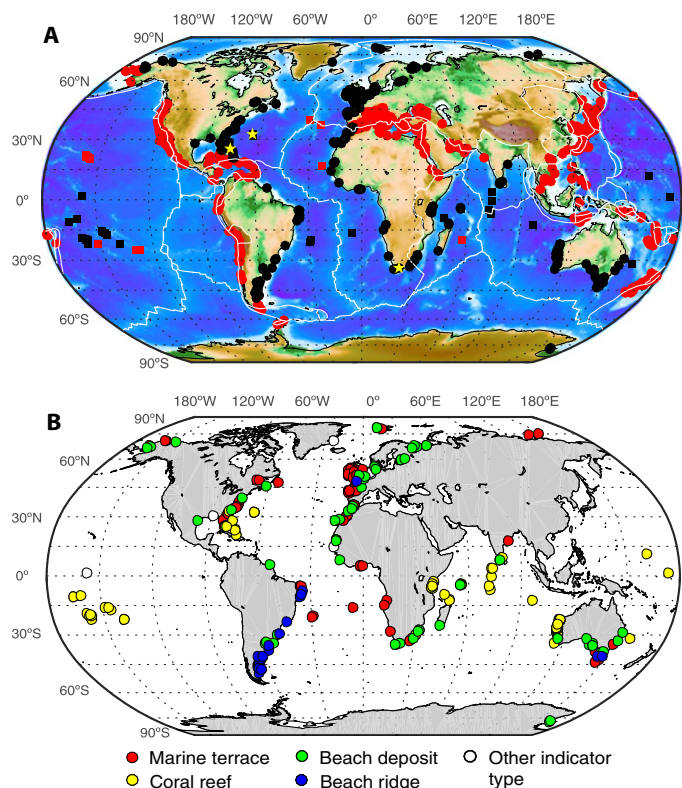 180°W 120°W 60°W 0° 60°E 120°E 180°E
A
90°N
60°N
30°N
0°
30°S
60°S
90°S
180°W 120°W 60°W 0° 60°E 120°E 180°E
B
90°N
60°N
30°N
0°
30°S
60°S
90°S
Marine terrace Beach deposit Other indicator
Coral reef Beach ridge type